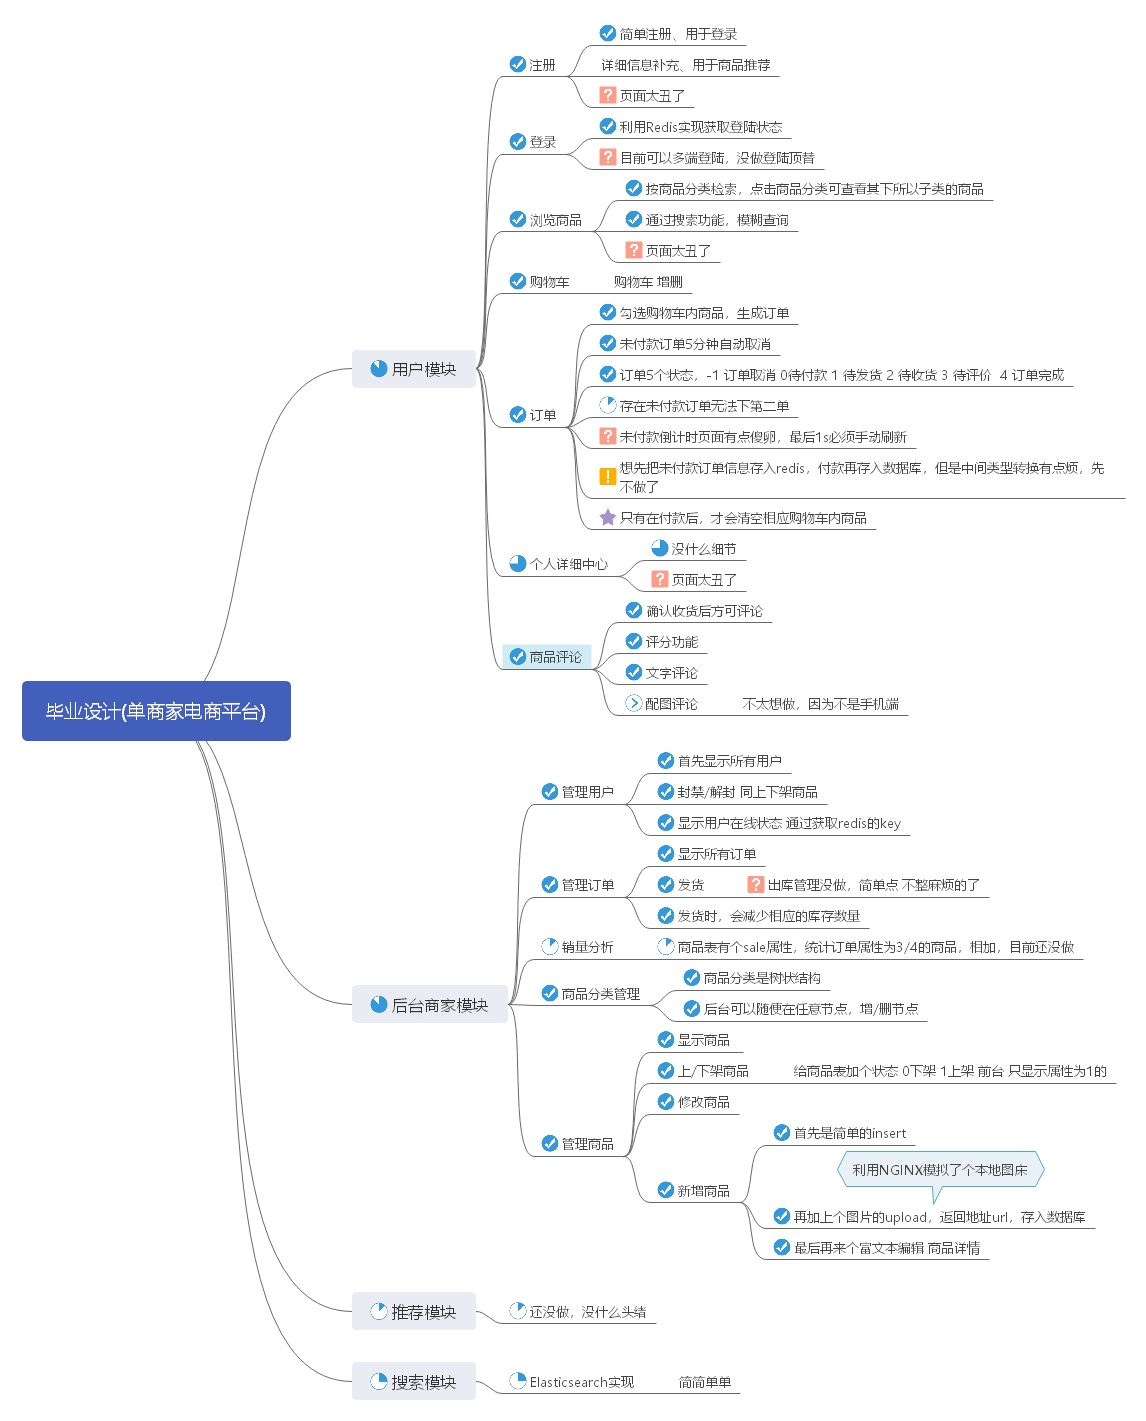 简单注册、用于登录
注册
详细信息补充、用于商品推荐
页面太丑了
利用Redis实现获取登陆状态
登录
目前可以多端登陆，没做登陆顶替
按商品分类检索，点击商品分类可查看其下所以子类的商品
浏览商品
通过搜索功能，模糊查询
页面太丑了
购物车
购物车 增删
勾选购物车内商品，生成订单
未付款订单5分钟自动取消
订单5个状态，-1 订单取消 0待付款 1 待发货 2 待收货 3 待评价 4 订单完成
用户模块
存在未付款订单无法下第二单
订单
未付款倒计时页面有点傻卵，最后1s必须手动刷新
想先把未付款订单信息存入redis，付款再存入数据库，但是中间类型转换有点烦，先
不做了
只有在付款后，才会清空相应购物车内商品
没什么细节
个人详细中心
页面太丑了
确认收货后方可评论
评分功能
商品评论
文字评论
配图评论
不太想做，因为不是手机端
毕业设计(单商家电商平台)
首先显示所有用户
管理用户
封禁/解封 同上下架商品
显示用户在线状态 通过获取redis的key
显示所有订单
管理订单
发货
出库管理没做，简单点 不整麻烦的了
发货时，会减少相应的库存数量
销量分析
商品表有个sale属性，统计订单属性为3/4的商品，相加，目前还没做
商品分类是树状结构
商品分类管理
后台商家模块
后台可以随便在任意节点，增/删节点
显示商品
上/下架商品
给商品表加个状态 0下架 1上架 前台 只显示属性为1的
修改商品
管理商品
首先是简单的insert
利用NGINX模拟了个本地图床
新增商品
再加上个图片的upload，返回地址url，存入数据库
最后再来个富文本编辑 商品详情
推荐模块
还没做，没什么头绪
搜索模块
Elasticsearch实现
简简单单